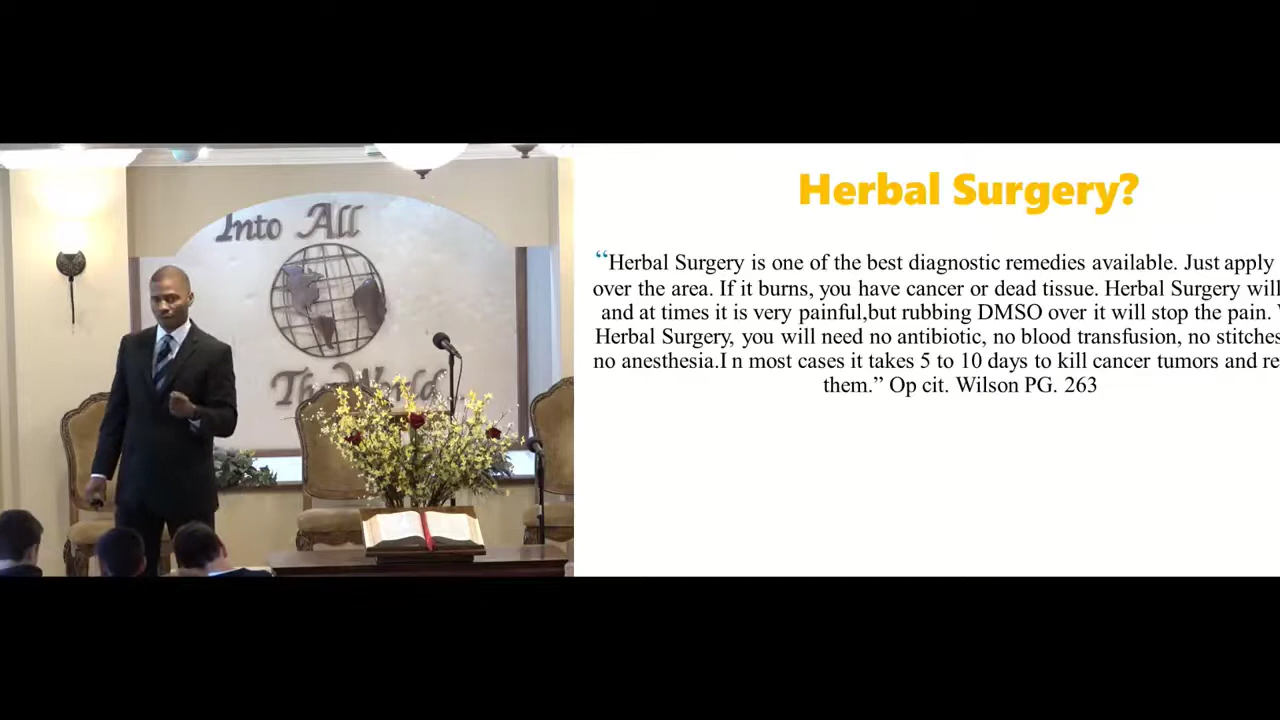 Into All
The World
Herbal Surgery?
“Herbal Surgery is one of the best diagnostic remedies available. Just apply
over the area. If it burns, you have cancer or dead tissue. Herbal Surgery will
and at times it is very painful,but rubbing DMSO over it will stop the pain.
Herbal Surgery, you will need no antibiotic, no blood transfusion, no stitches
no anesthesia.I n most cases it takes 5 to 10 days to kill cancer tumors and re
them.” Op cit. Wilson PG. 263